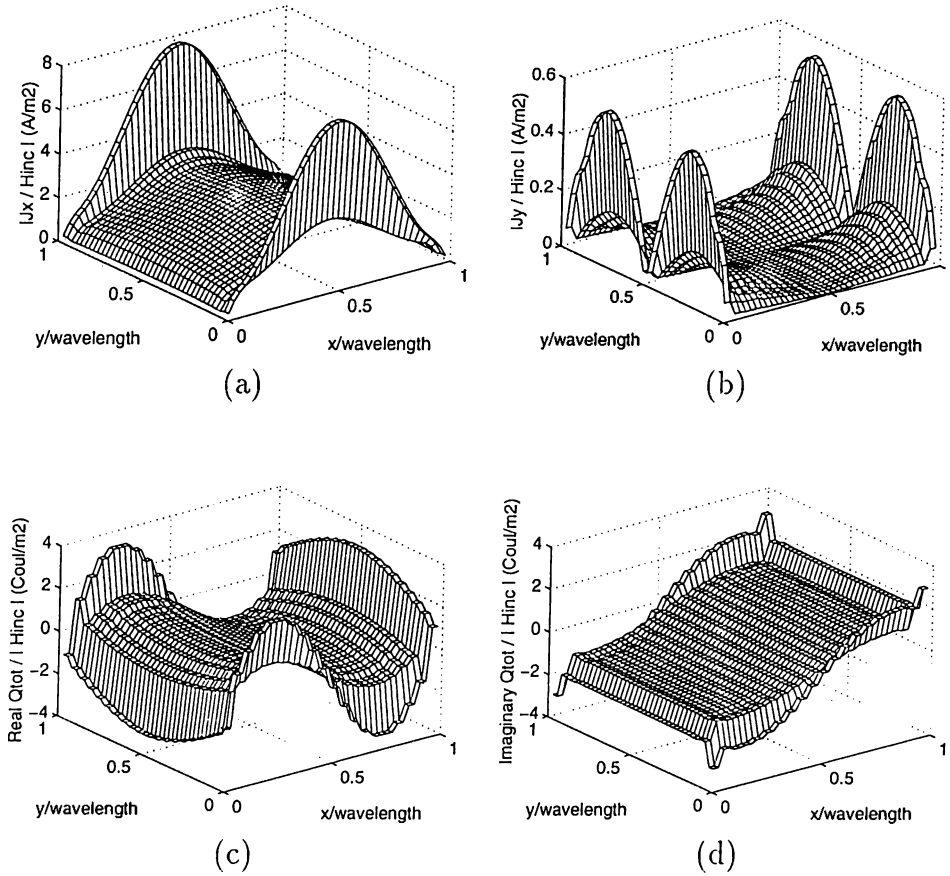 8
6
4
2
0
|Jx / Hinc | (A/m2)
1
0.5
0
y/wavelength
0
0.5
1
x/wavelength
(a)
0.6
0.4
0.2
0
|Jy / Hinc | (A/m2)
1
0.5
0
y/wavelength
0
0.5
x/wavelength
(b)
4
2
0
−2
−4
Real Qtot / | Hinc | (Coul/m2)
1
0.5
0
y/wavelength
0
0.5
1
x/wavelength
(c)
4
2
0
−2
−4
Imaginary Qtot / | Hinc | (Coul/m2)
1
0.5
0
y/wavelength
0
0.5
1
x/wavelength
(d)